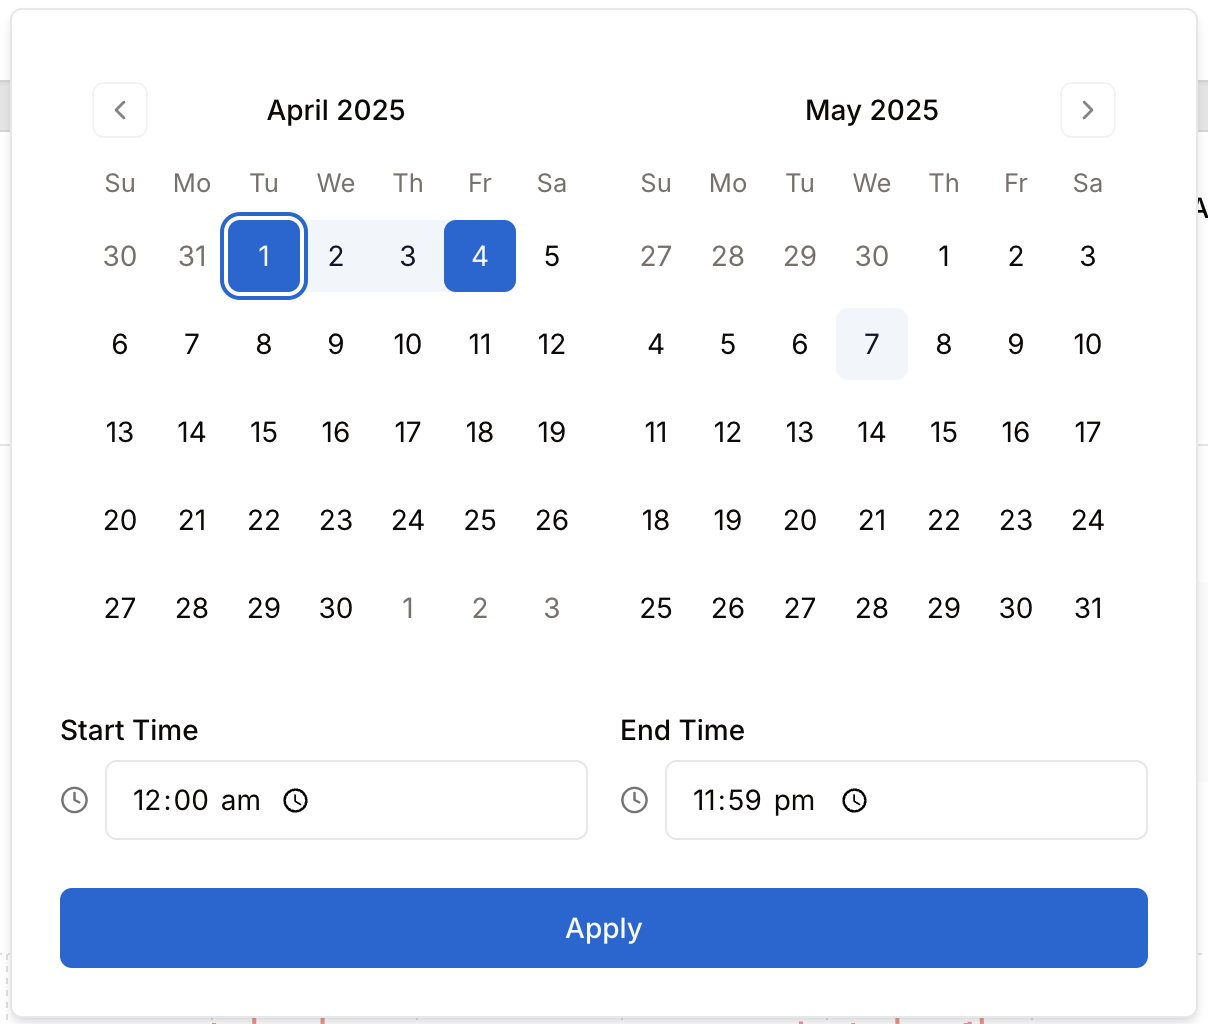 April 2025
May 2025
Su Mo Tu We Th Fr Sa
Su Mo Tu We Th Fr Sa
30 31 1 2 3 4 5
27 28 29 30 1 2 3
6 7 8 9 10 11 12
4 5 6 7 8 9 10
13 14 15 16 17 18 19
11 12 13 14 15 16 17
20 21 22 23 24 25 26
18 19 20 21 22 23 24
27 28 29 30 1 2 3
25 26 27 28 29 30 31
Start Time
End Time
12:00 am
11:59 pm
Apply